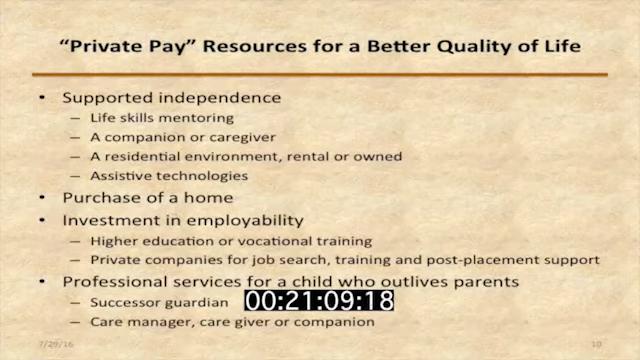 “Private Pay” Resources for a Better Quality of Life
• Supported independence
– Life skills mentoring
– A companion or caregiver
– A residential environment, rental or owned
– Assistive technologies
• Purchase of a home
• Investment in employability
– Higher education or vocational training
– Private companies for job search, training and post-placement support
• Professional services for a child who outlives parents
– Successor guardian
00:21:09:18
– Care manager, care giver or companion
7/29/16
10